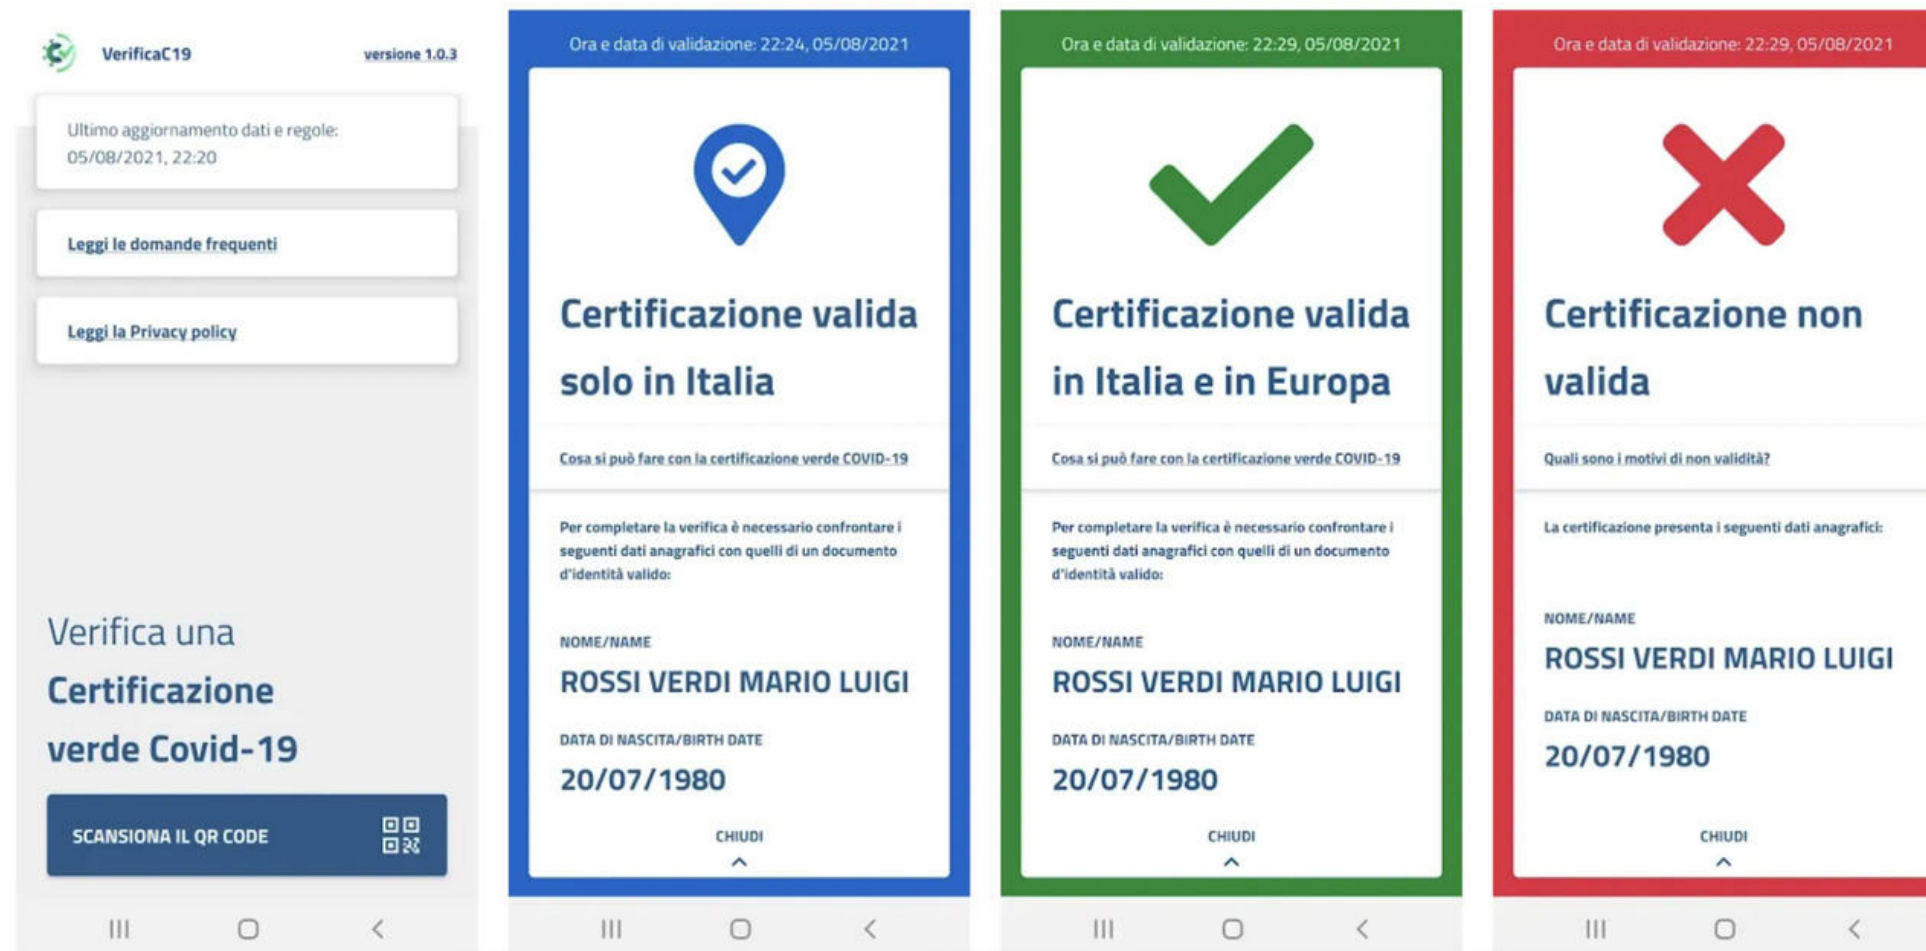 VerificaC19
versione 1.0.3
Ultimo aggiornamento dati e regole:
05/08/2021, 22:20
Leggi le domande frequenti
Leggi la Privacy policy
Verifica una
Certificazione
verde Covid-19
SCANSIONA IL QR CODE
Ora e data di validazione: 22:24, 05/08/2021
Certificazione valida
solo in Italia
Cosa si può fare con la certificazione verde COVID-19
Per completare la verifica è necessario confrontare i
seguenti dati anagrafici con quelli di un documento
d'identità valido:
NOME/NAME
ROSSI VERDI MARIO LUIGI
DATA DI NASCITA/BIRTH DATE
20/07/1980
CHIUDI
Ora e data di validazione: 22:29, 05/08/2021
Certificazione valida
in Italia e in Europa
Cosa si può fare con la certificazione verde COVID-19
Per completare la verifica è necessario confrontare i
seguenti dati anagrafici con quelli di un documento
d'identità valido:
NOME/NAME
ROSSI VERDI MARIO LUIGI
DATA DI NASCITA/BIRTH DATE
20/07/1980
CHIUDI
Ora e data di validazione: 22:29, 05/08/2021
Certificazione non
valida
Quali sono i motivi di non validità?
La certificazione presenta i seguenti dati anagrafici:
NOME/NAME
ROSSI VERDI MARIO LUIGI
DATA DI NASCITA/BIRTH DATE
20/07/1980
CHIUDI